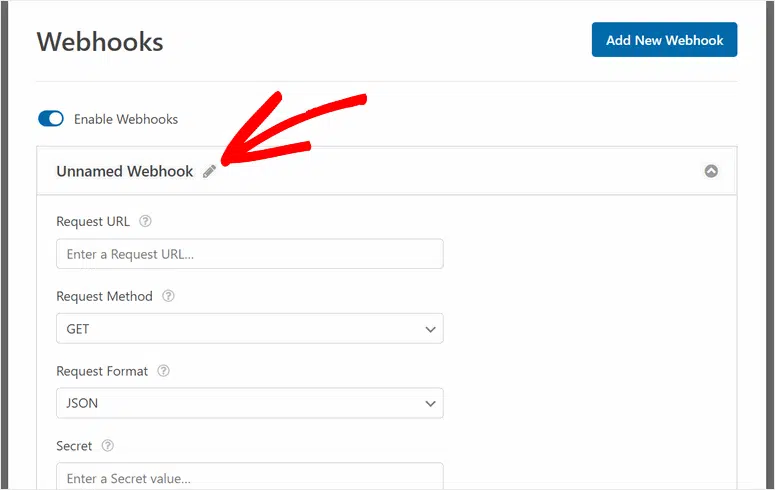 Webhooks
Add New Webhook
Enable Webhooks
Unnamed Webhook
Request URL
Enter a Request URL...
Request Method
GET
Request Format
JSON
Secret
Enter a Secret value...